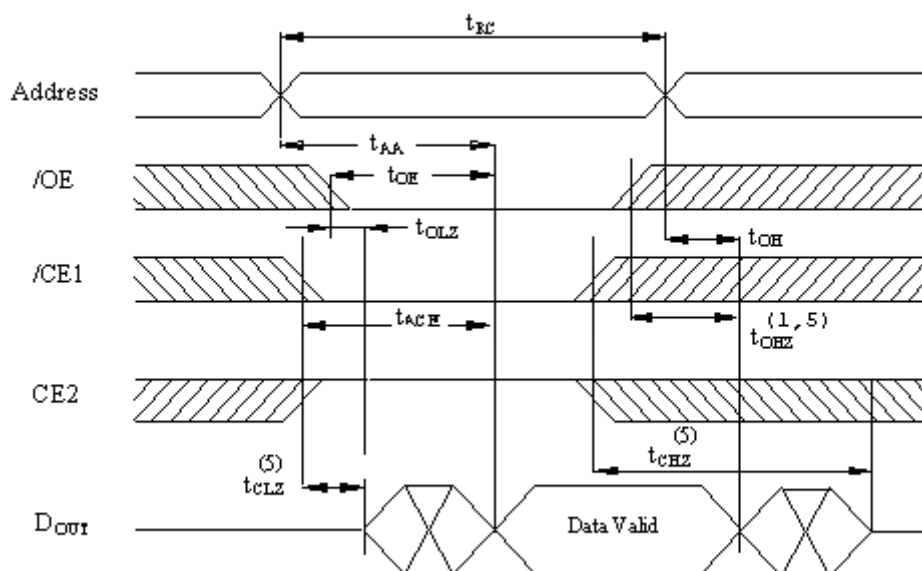 tRC
Address
tAA
/OE
tOE
tOLZ
tOH
/CE1
tACE
(1,5)
tOHZ
CE2
(5)
tCHZ
(5)
tCLZ
DOUT
Data Valid